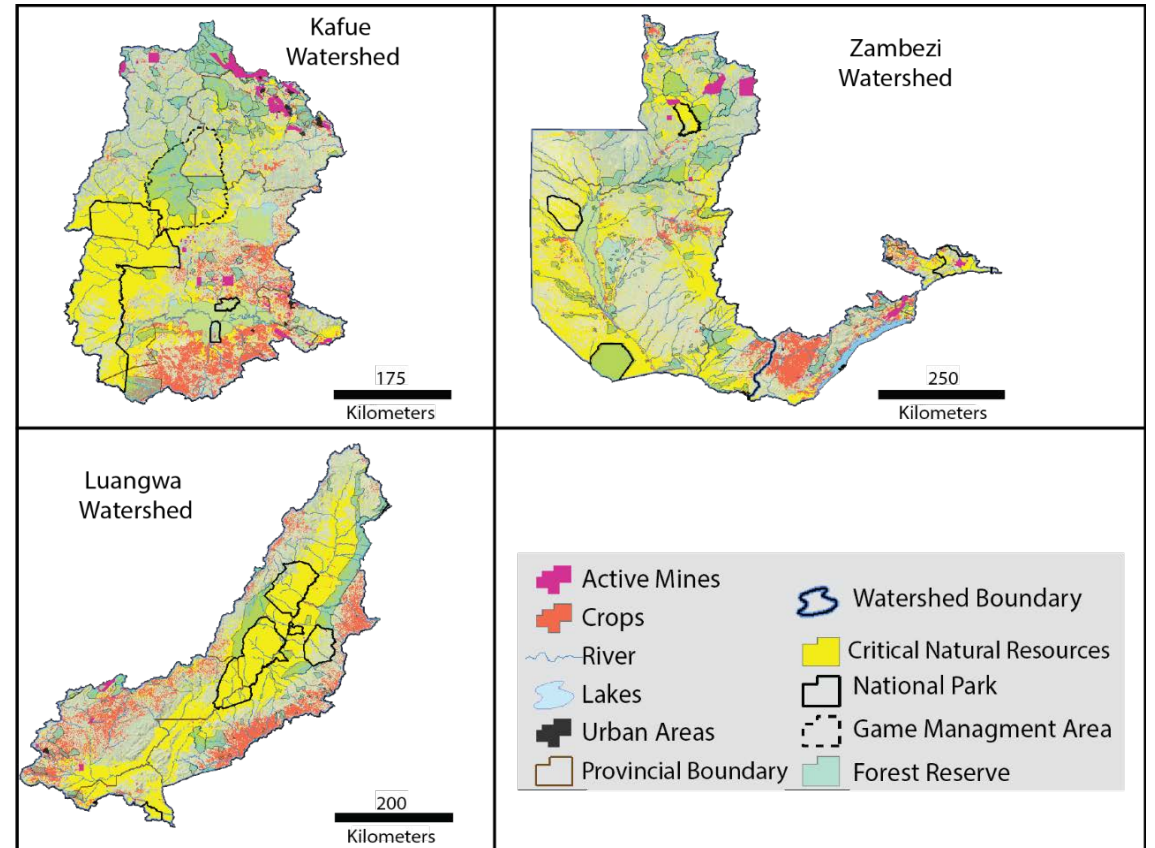 Kafue
Watershed
175
Kilometers
Zambezi
Watershed
250
Kilometers
Luangwa
Watershed
200
Kilometers
Active Mines
Crops
River
Lakes
Urban Areas
Provincial Boundary
Watershed Boundary
Critical Natural Resources
National Park
Game Managment Area
Forest Reserve